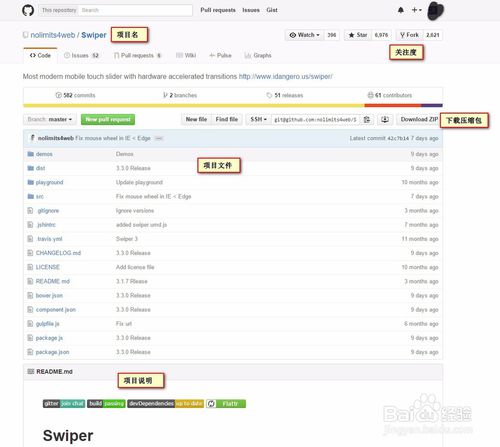 This repository Search Pull requests Issues Gist
nolimits4web / Swiper 项目名 Watch 396 Star 6,976 Fork 2,021
关注度
Code Issues 52 Pull requests 6 Wiki Pulse Graphs
Most modern mobile touch slider with hardware accelerated transitions http://www.idangero.us/swiper/
582 commits 2 branches 51 releases 61 contributors
Branch: master New pull request New file Find file SSH git@github.com:nolimits4web/S Download ZIP 下载压缩包
nolimits4web Fix mouse wheel in IE < Edge Latest commit 42c7b14 7 days ago
demos Demos 9 days ago
dist 3.3.0 Release 项目文件 9 days ago
playground Update playground 10 months ago
src Fix mouse wheel in IE < Edge 7 days ago
.gitignore Ignore versions 3 months ago
.jshintrc added swiper.umd.js 7 months ago
.travis.yml Swiper 3 11 months ago
CHANGELOG.md 3.3.0 Release 9 days ago
LICENSE Add license file 10 months ago
README.md 3.1.7 Rlease 3 months ago
bower.json 3.3.0 Release 9 days ago
component.json 3.3.0 Release 9 days ago
gulpfile.js Fix url 6 months ago
package.js 3.3.0 Release 9 days ago
package.json 3.3.0 Release 9 days ago
README.md
项目说明
gitter join chat build passing devDependencies up to date Flattr
Swiper
Baidu 经验
jingyan.baidu.com